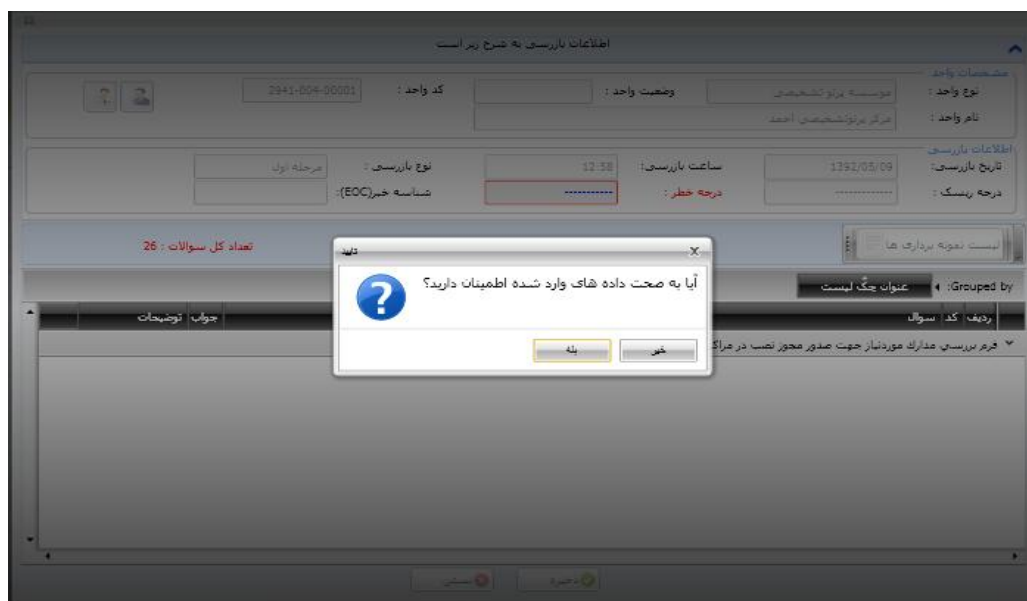 اطلاعات بازرسی به شرح زیر است
مشخصات واحد
نوع واحد : موسسه پرتو تشخیصی وضعیت واحد : کد واحد : 2941-004-00001
نام واحد : مرکز پرتوتشخیصی احمد
اطلاعات بازرسی
تاریخ بازرسی: 1392/05/09 ساعت بازرسی: 12:58 نوع بازرسی : مرحله اول
درجه ریسک : ------------- درجه خطر : ----------- شناسه خبر(EOC):
لیست نمونه برداری ها تعداد کل سوالات : 26
تایید X
آیا به صحت داده های وارد شده اطمینان دارید؟
?
خیر بله
Grouped by: عنوان چک لیست
ردیف کد سوال جواب توضیحات
فرم بررسي مدارك موردنیاز جهت صدور مجوز نصب در مراک
ذخیره بستن